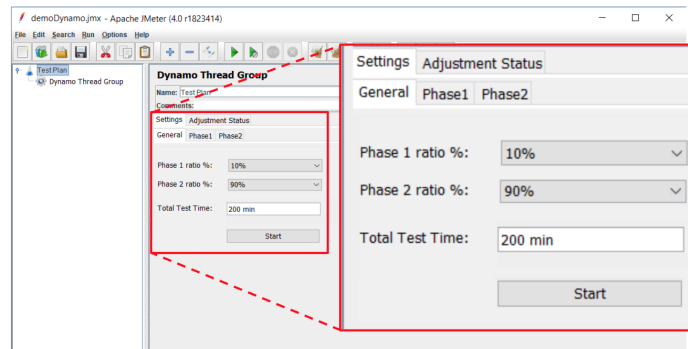 demoDynamo.jmx - Apache JMeter (4.0 r1823414)
File Edit Search Run Options Help
Test Plan
Dynamo Thread Group
Dynamo Thread Group
Name: Test Plan
Comments:
Settings Adjustment Status
General Phase1 Phase2
Phase 1 ratio %: 10%
Phase 2 ratio %: 90%
Total Test Time: 200 min
Start
Settings Adjustment Status
General Phase1 Phase2
Phase 1 ratio %: 10%
Phase 2 ratio %: 90%
Total Test Time: 200 min
Start